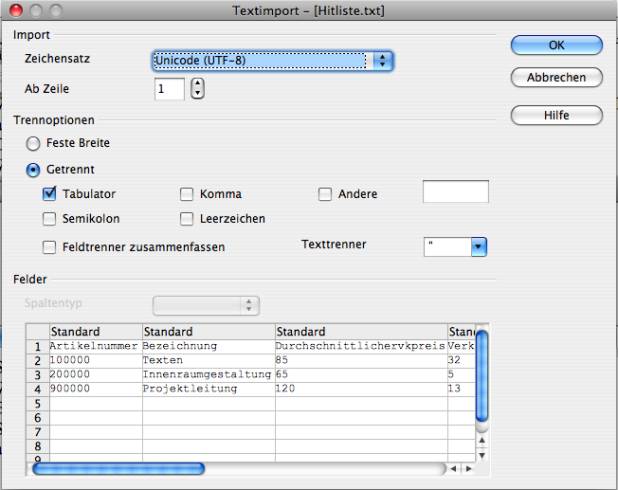 Textimport – [Hitliste.txt]
Import
Zeichensatz Unicode (UTF-8) OK
Ab Zeile 1 Abbrechen
Trennoptionen Hilfe
Feste Breite
Getrennt
Tabulator Komma Andere
Semikolon Leerzeichen
Feldtrenner zusammenfassen Texttrenner "
Felder
Spaltentyp
Standard Standard Standard Stan
1 Artikelnummer Bezeichnung Durchschnittlichervkpreis Verk
2 100000 Texten 85 32
3 200000 Innenraumgestaltung 65 5
4 900000 Projektleitung 120 13
5
6
7
8
9